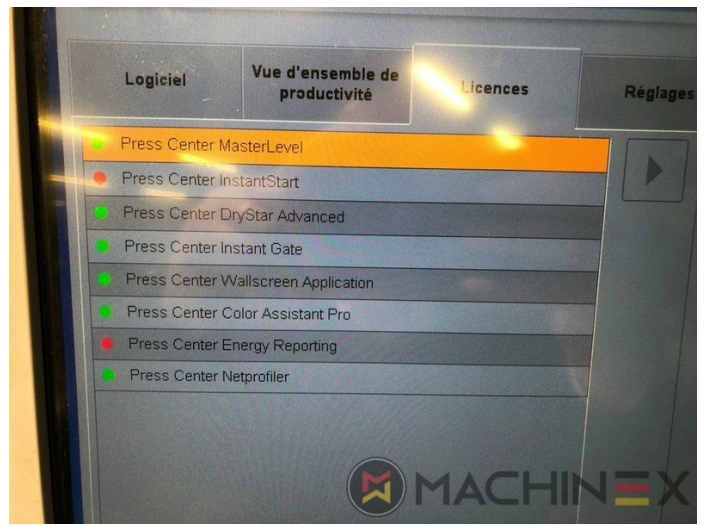 Logiciel
Vue d'ensemble de
productivité
Licences
Réglages
Press Center MasterLevel
Press Center InstantStart
Press Center DryStar Advanced
Press Center Instant Gate
Press Center Wallscreen Application
Press Center Color Assistant Pro
Press Center Energy Reporting
Press Center Netprofiler
MACHINEX